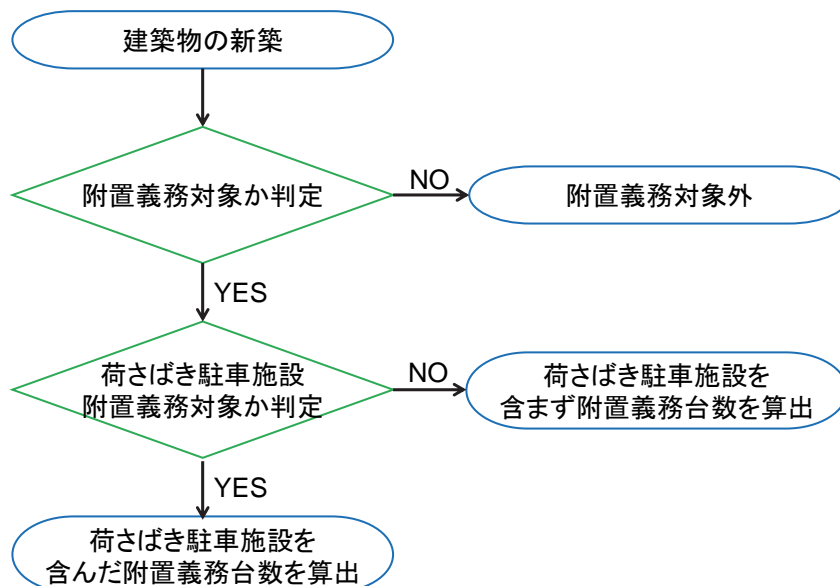 建築物の新築
附置義務対象か判定
NO
附置義務対象外
YES
荷さばき駐車施設
附置義務対象か判定
NO
荷さばき駐車施設を
含まず附置義務台数を算出
YES
荷さばき駐車施設を
含んだ附置義務台数を算出